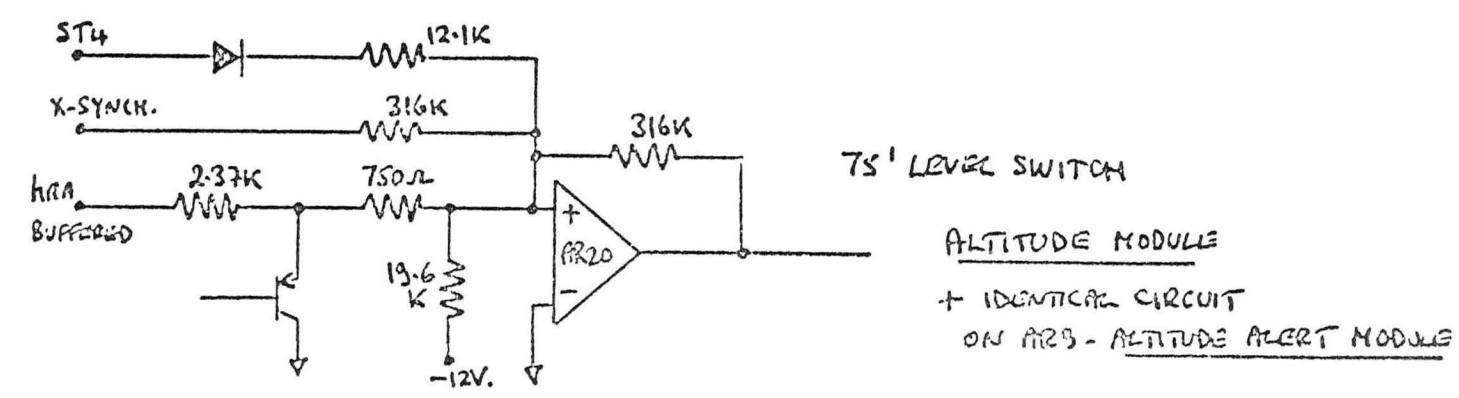 ST4
12.1K
X-SYNCH.
316K
316K
hRA
BUFFERED
2.37K
750Ω
+
AR20
-
19.6
K
-12V.
75' LEVEL SWITCH
ALTITUDE MODULE
+ IDENTICAL CIRCUIT
ON AR3 - ALTITUDE ALERT MODULE